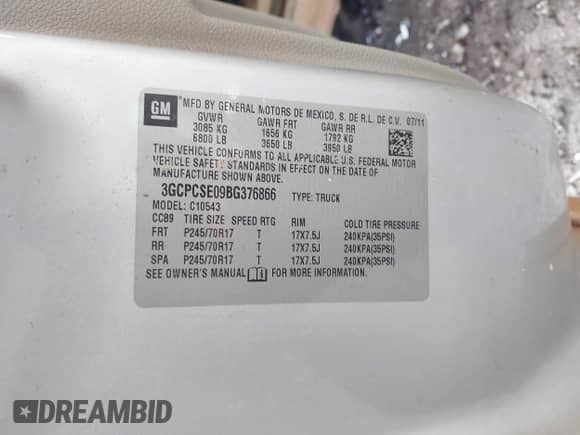 GM ®MFD BY GENERAL MOTORS DE MEXICO, S. DE R.L. DE C.V. 07/11
GVWR GAWR FRT GAWR RR
3085 KG 1656 KG 1792 KG
6800 LB 3650 LB 3950 LB
THIS VEHICLE CONFORMS TO ALL APPLICABLE U.S. FEDERAL MOTOR
VEHICLE SAFETY STANDARDS IN EFFECT ON THE DATE OF
MANUFACTURE SHOWN ABOVE.
3GCPCSE09BG376866 TYPE: TRUCK
MODEL: C10543
CC89 TIRE SIZE SPEED RTG RIM COLD TIRE PRESSURE
FRT P245/70R17 T 17X7.5J 240KPA(35PSI)
RR P245/70R17 T 17X7.5J 240KPA(35PSI)
SPA P245/70R17 T 17X7.5J 240KPA(35PSI)
SEE OWNER'S MANUAL FOR MORE INFORMATION.
DREAMBID